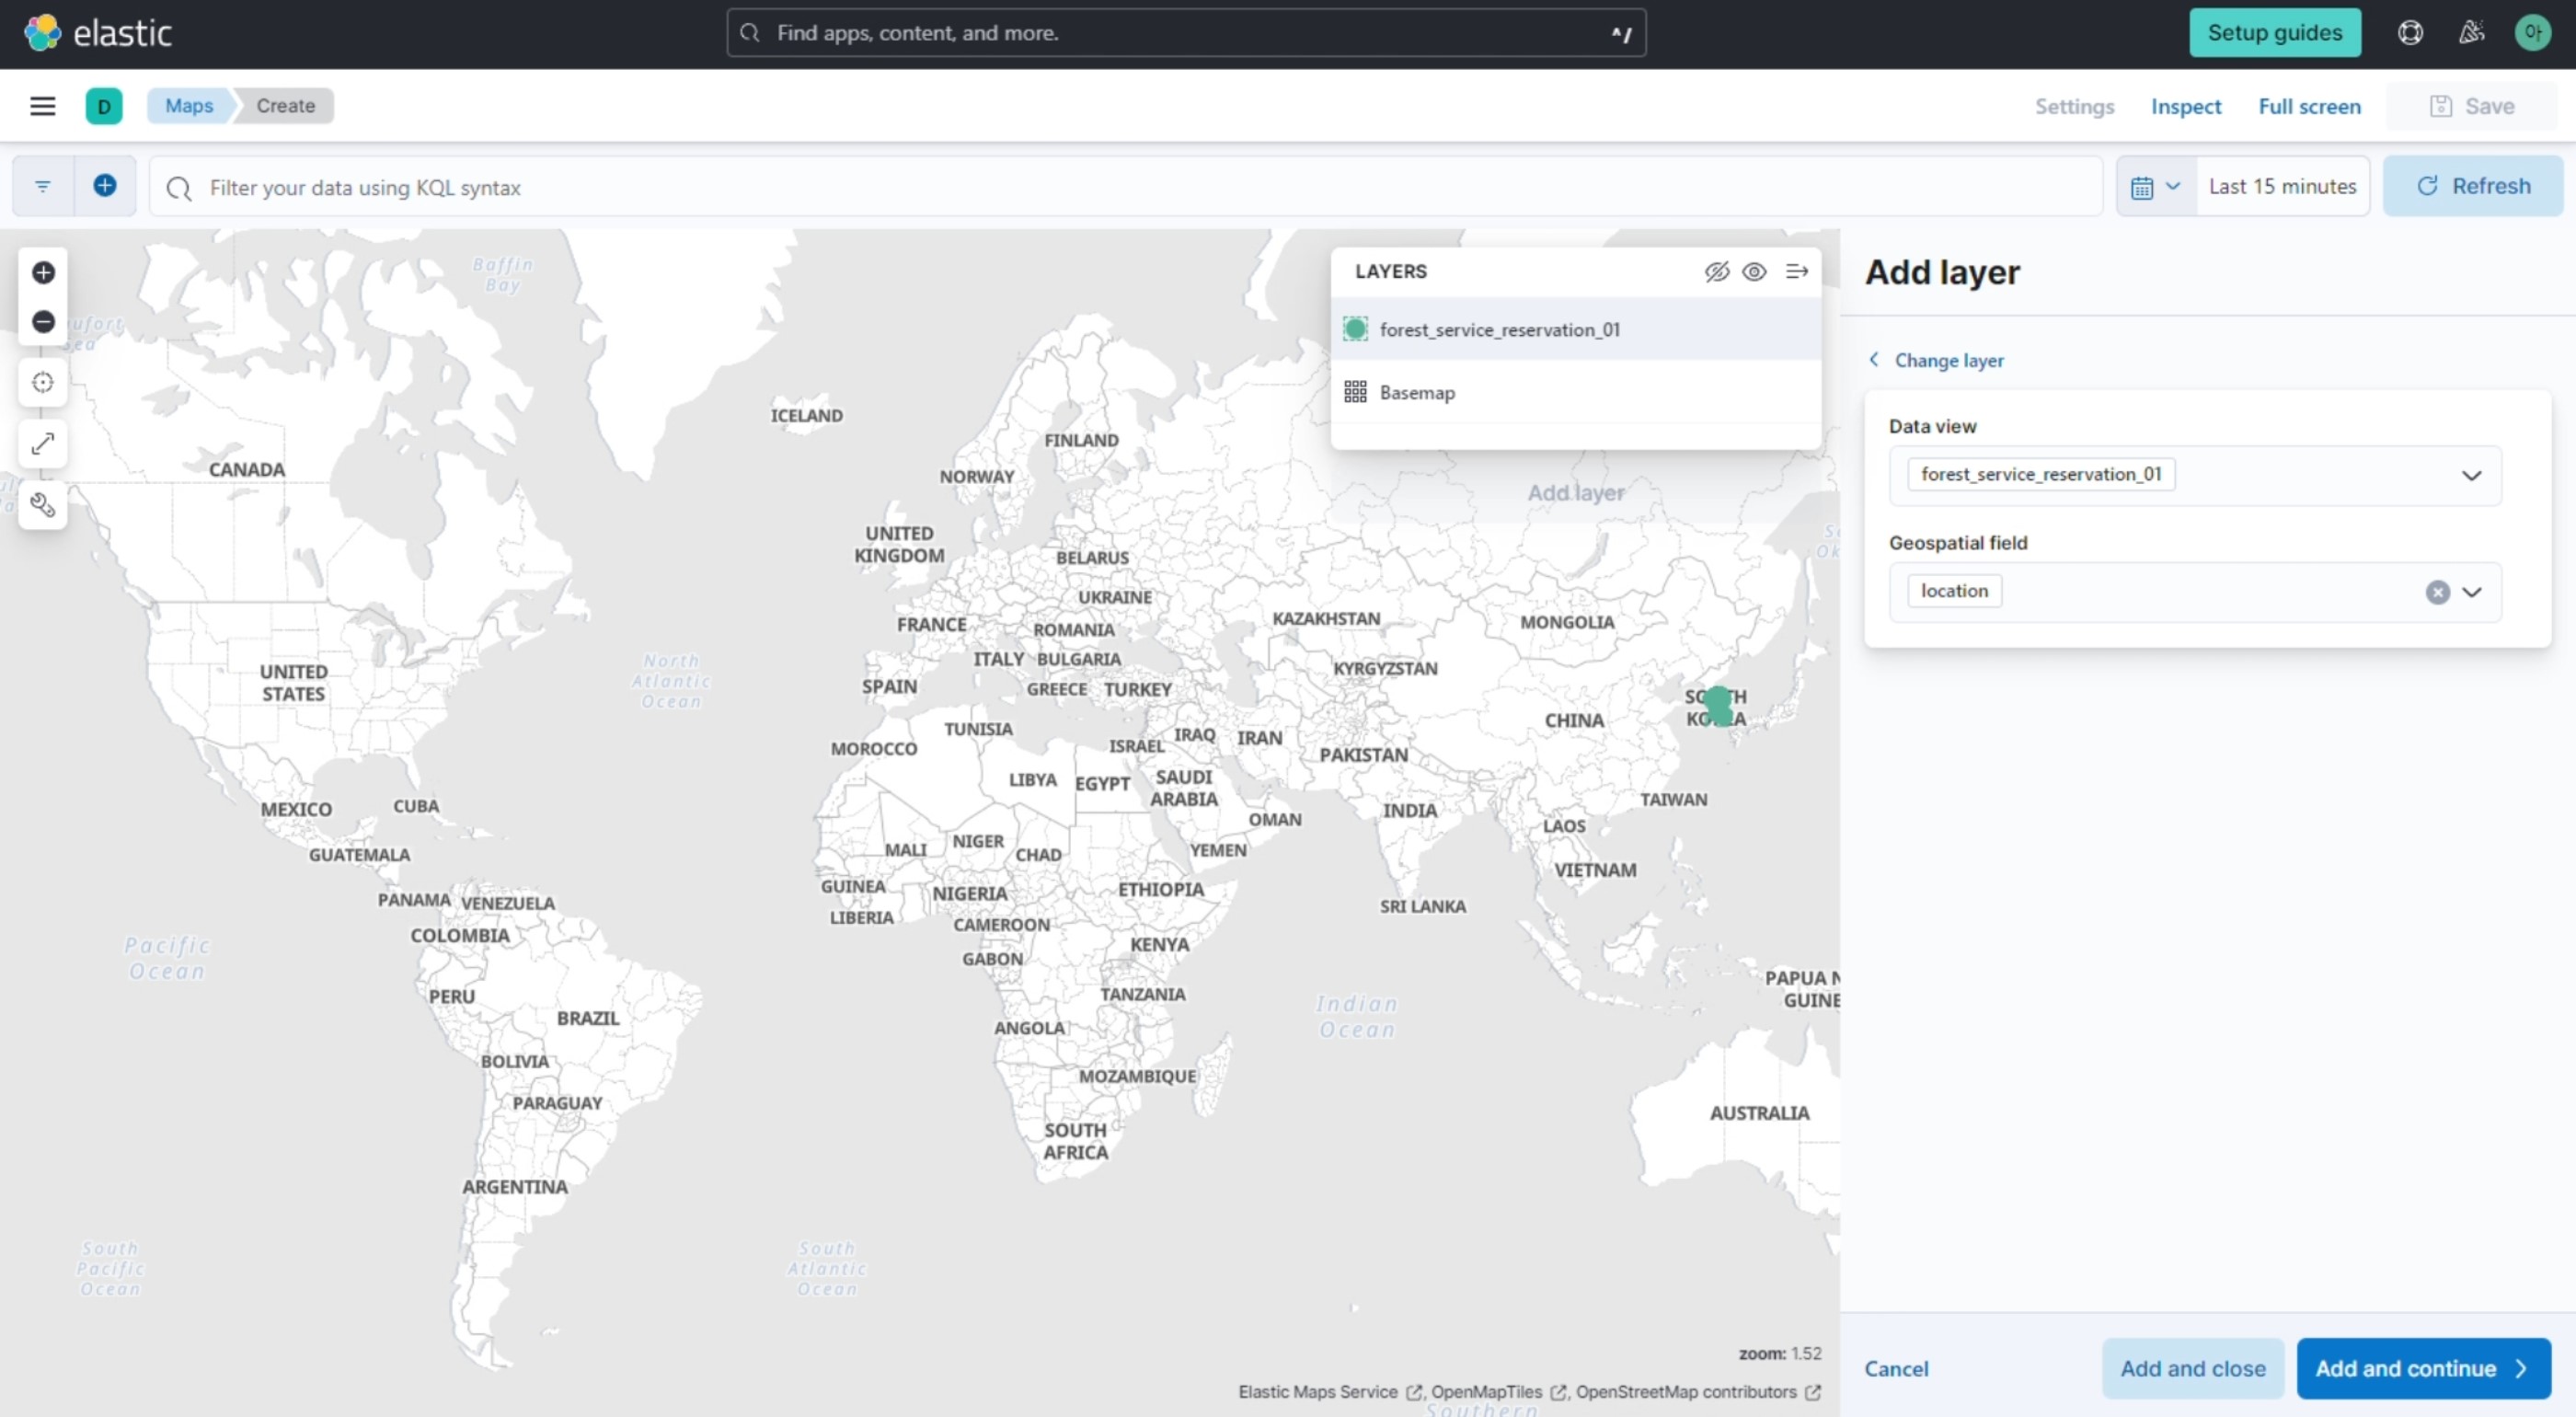 elastic
Find apps, content, and more.
^/
Setup guides
아
D
Maps
Create
Settings
Inspect
Full screen
Save
Filter your data using KQL syntax
Last 15 minutes
Refresh
Baffin
Bay
LAYERS
forest_service_reservation_01
Basemap
Add layer
Add layer
Change layer
Data view
forest_service_reservation_01
Geospatial field
location
ICELAND
FINLAND
NORWAY
CANADA
UNITED
KINGDOM
BELARUS
UKRAINE
FRANCE
ROMANIA
KAZAKHSTAN
MONGOLIA
North
Atlantic
Ocean
ITALY
BULGARIA
KYRGYZSTAN
UNITED
STATES
SPAIN
GREECE
TURKEY
CHINA
TUNISIA
MOROCCO
ISRAEL
IRAQ
IRAN
PAKISTAN
LIBYA
EGYPT
SAUDI
ARABIA
MEXICO
CUBA
TAIWAN
INDIA
OMAN
LAOS
GUATEMALA
MALI
NIGER
CHAD
YEMEN
VIETNAM
GUINEA
NIGERIA
ETHIOPIA
PANAMA
VENEZUELA
LIBERIA
CAMEROON
SRI LANKA
COLOMBIA
KENYA
Pacific
Ocean
GABON
PERU
TANZANIA
PAPUA N
GUINE
BRAZIL
ANGOLA
Indian
Ocean
BOLIVIA
MOZAMBIQUE
PARAGUAY
AUSTRALIA
SOUTH
AFRICA
ARGENTINA
South
Pacific
Ocean
South
Atlantic
Ocean
zoom: 1.52
Elastic Maps Service, OpenMapTiles, OpenStreetMap contributors
Southern
Cancel
Add and close
Add and continue